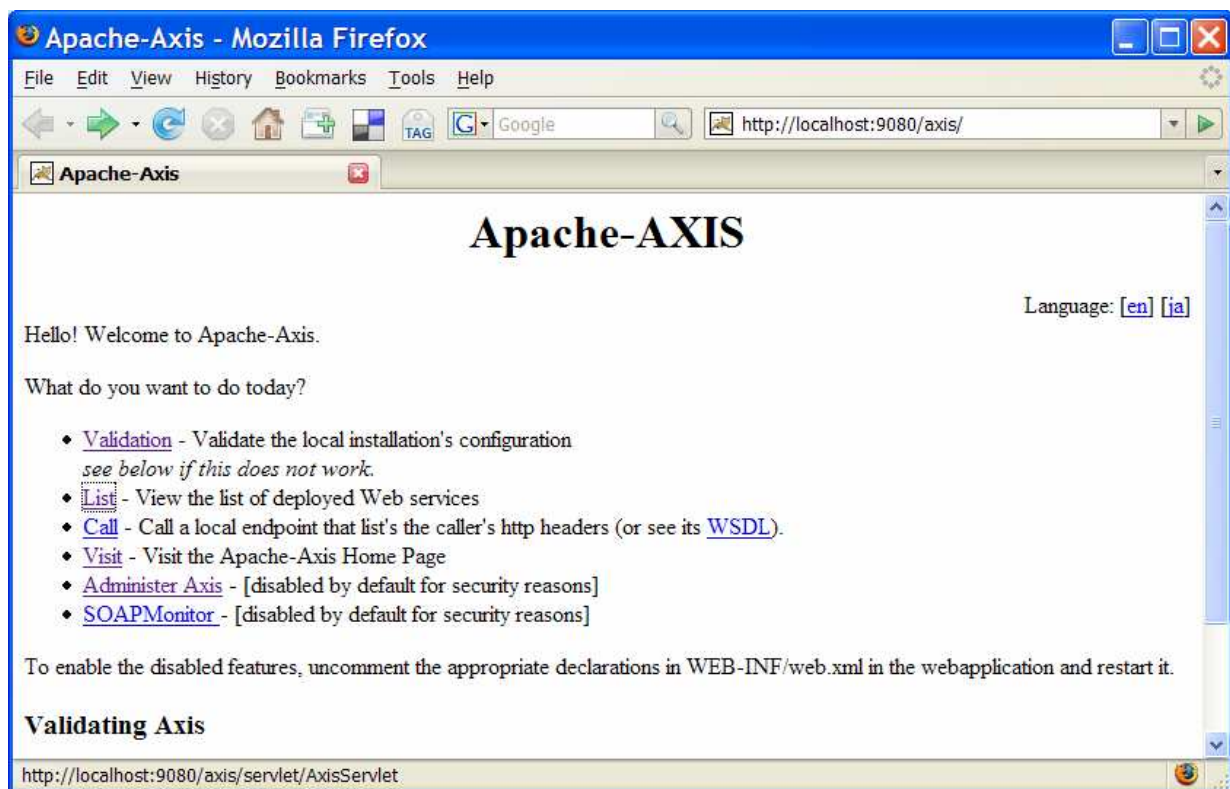 Apache-Axis - Mozilla Firefox
File Edit View History Bookmarks Tools Help
TAG G Google http://localhost:9080/axis/
Apache-Axis
Apache-AXIS
Language: [en] [ja]
Hello! Welcome to Apache-Axis.
What do you want to do today?
• Validation - Validate the local installation's configuration
see below if this does not work.
• List - View the list of deployed Web services
• Call - Call a local endpoint that list's the caller's http headers (or see its WSDL).
• Visit - Visit the Apache-Axis Home Page
• Administer Axis - [disabled by default for security reasons]
• SOAPMonitor - [disabled by default for security reasons]
To enable the disabled features, uncomment the appropriate declarations in WEB-INF/web.xml in the webapplication and restart it.
Validating Axis
http://localhost:9080/axis/servlet/AxisServlet